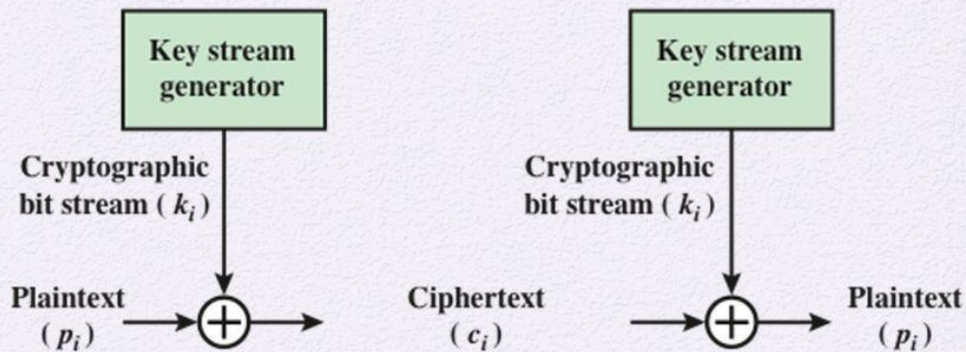 Key stream
generator
Cryptographic
bit stream ( k_i )
Plaintext
( p_i )
Ciphertext
( c_i )
Key stream
generator
Cryptographic
bit stream ( k_i )
Plaintext
( p_i )